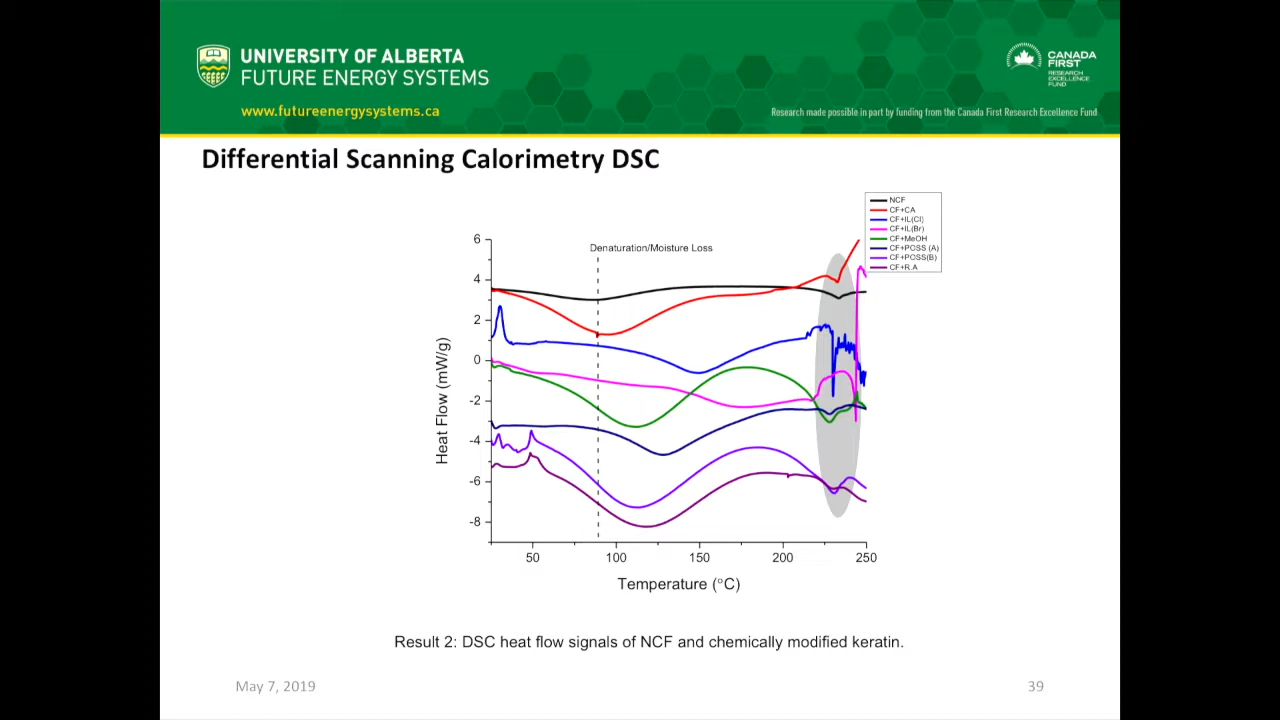 UNIVERSITY OF ALBERTA
FUTURE ENERGY SYSTEMS
www.futureenergysystems.ca
CANADA
FIRST
RESEARCH
EXCELLENCE
FUND
Research made possible in part by funding from the Canada First Research Excellence Fund
Differential Scanning Calorimetry DSC
NCF
CF+CA
CF+IL(Cl)
CF+IL(Br)
CF+MeOH
CF+POSS (A)
CF+POSS(B)
CF+R.A
Denaturation/Moisture Loss
6
4
2
0
-2
-4
-6
-8
Heat Flow (mW/g)
50 100 150 200 250
Temperature (°C)
Result 2: DSC heat flow signals of NCF and chemically modified keratin.
May 7, 2019
39